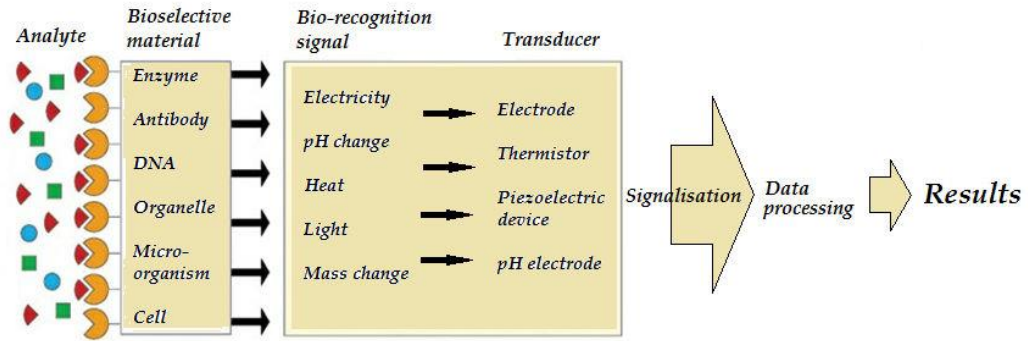 Analyte
Bioselective
material
Bio-recognition
signal
Transducer
Enzyme
Antibody
DNA
Organelle
Micro-
organism
Cell
Electricity
pH change
Heat
Light
Mass change
Electrode
Thermistor
Piezoelectric
device
pH electrode
Signalisation
Data
processing
Results